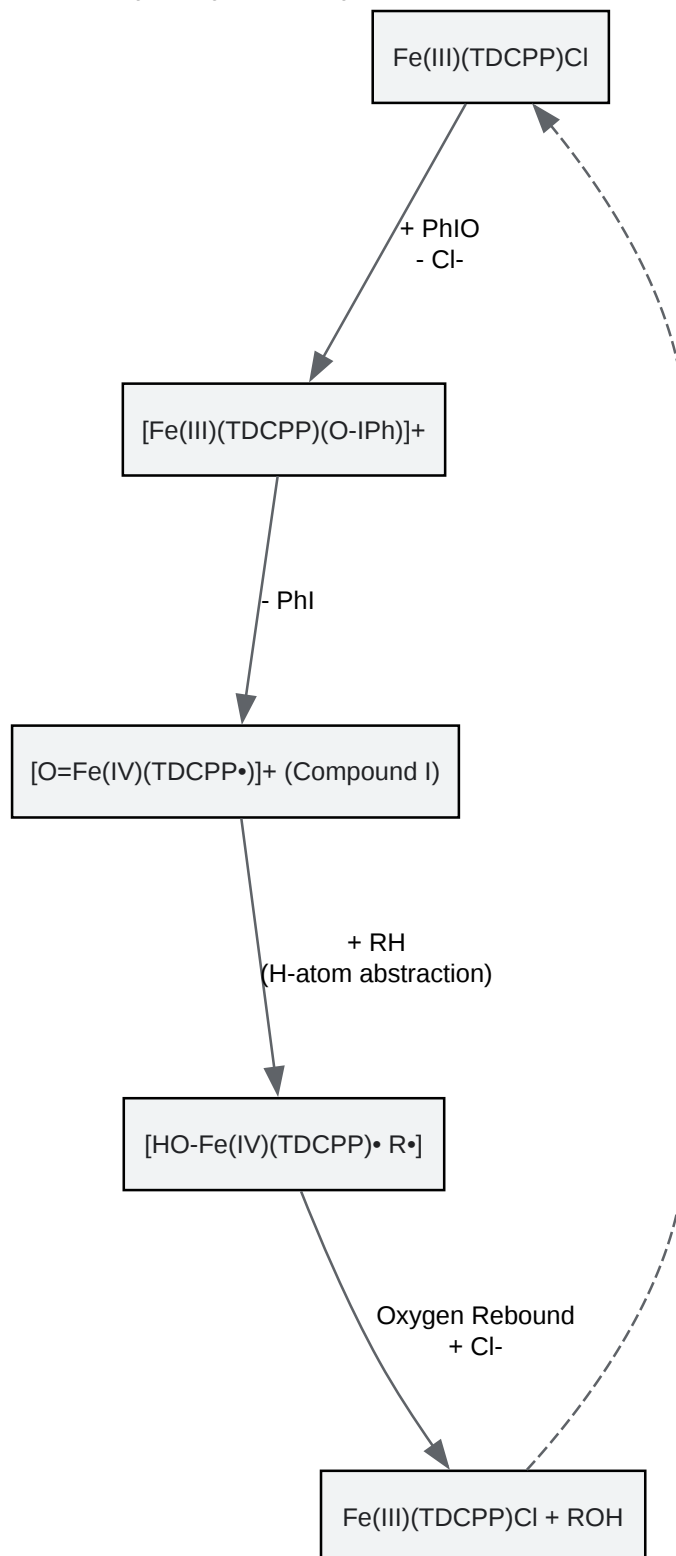 Fe(III)(TDCPP)Cl
+ PhIO
- Cl-
[Fe(III)(TDCPP)(O-IPh)]+
- PhI
[O=Fe(IV)(TDCPP•)]+ (Compound I)
+ RH
(H-atom abstraction)
[HO-Fe(IV)(TDCPP)• R•]
Oxygen Rebound
+ Cl-
Fe(III)(TDCPP)Cl + ROH